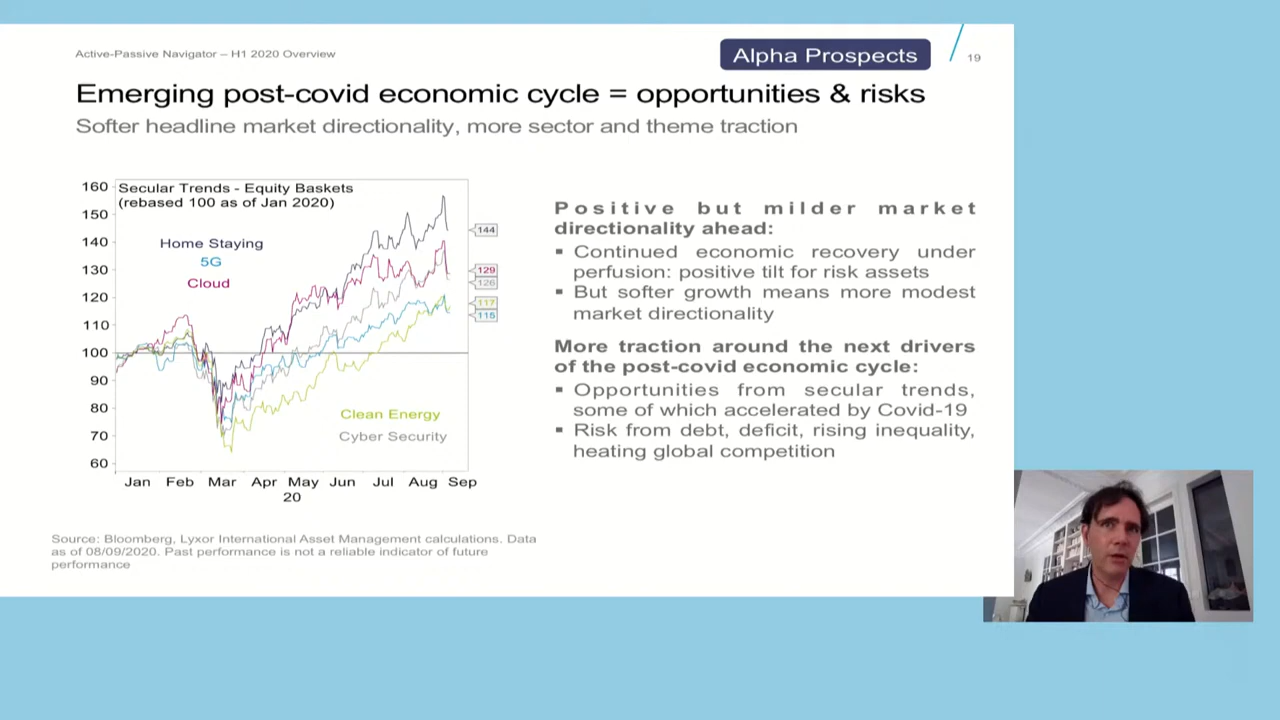 Active-Passive Navigator – H1 2020 Overview
Alpha Prospects
19
Emerging post-covid economic cycle = opportunities & risks
Softer headline market directionality, more sector and theme traction
Secular Trends - Equity Baskets
(rebased 100 as of Jan 2020)
160
150
140
130
120
110
100
90
80
70
60
Home Staying
5G
Cloud
Clean Energy
Cyber Security
144
129
126
117
115
Jan Feb Mar Apr May Jun Jul Aug Sep
20
Positive but milder market
directionality ahead:
▪ Continued economic recovery under
perfusion: positive tilt for risk assets
▪ But softer growth means more modest
market directionality
More traction around the next drivers
of the post-covid economic cycle:
▪ Opportunities from secular trends,
some of which accelerated by Covid-19
▪ Risk from debt, deficit, rising inequality,
heating global competition
Source: Bloomberg, Lyxor International Asset Management calculations. Data
as of 08/09/2020. Past performance is not a reliable indicator of future
performance